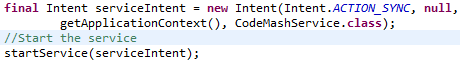 final Intent serviceIntent = new Intent(Intent.ACTION_SYNC, null,
        getApplicationContext(), CodeMashService.class);
//Start the service
startService(serviceIntent);